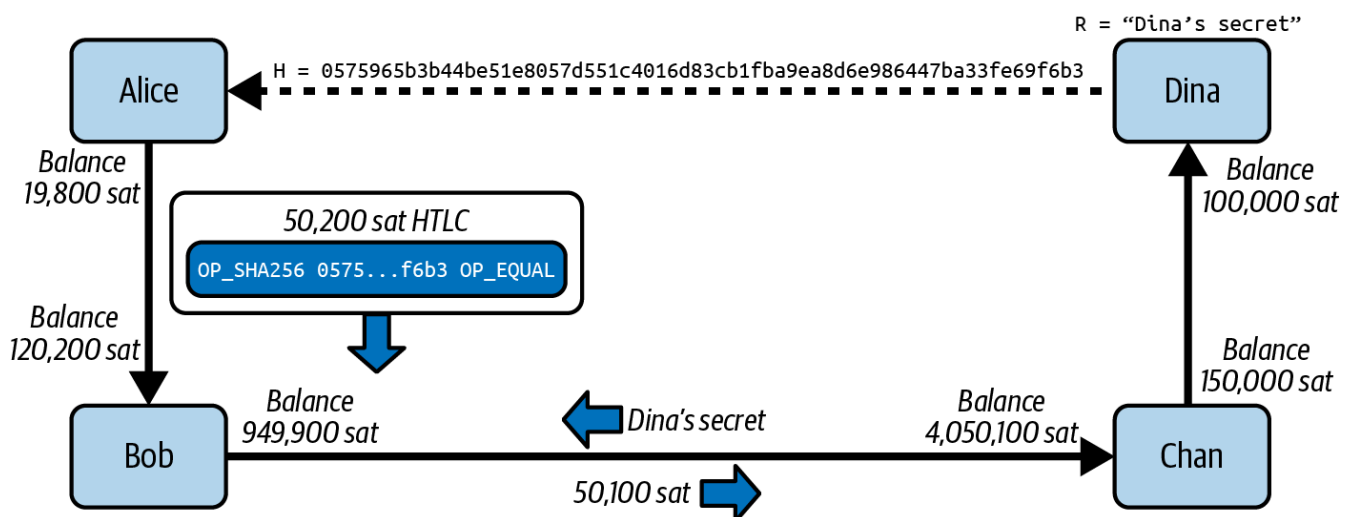 R = “Dina’s secret”
Alice
H = 0575965b3b44be51e8057d551c4016d83cb1fba9ea8d6e986447ba33fe69f6b3
Dina
Balance
19,800 sat
50,200 sat HTLC
OP_SHA256 0575...f6b3 OP_EQUAL
Balance
100,000 sat
Balance
120,200 sat
Balance
150,000 sat
Bob
Balance
949,900 sat
Dina's secret
Balance
4,050,100 sat
Chan
50,100 sat